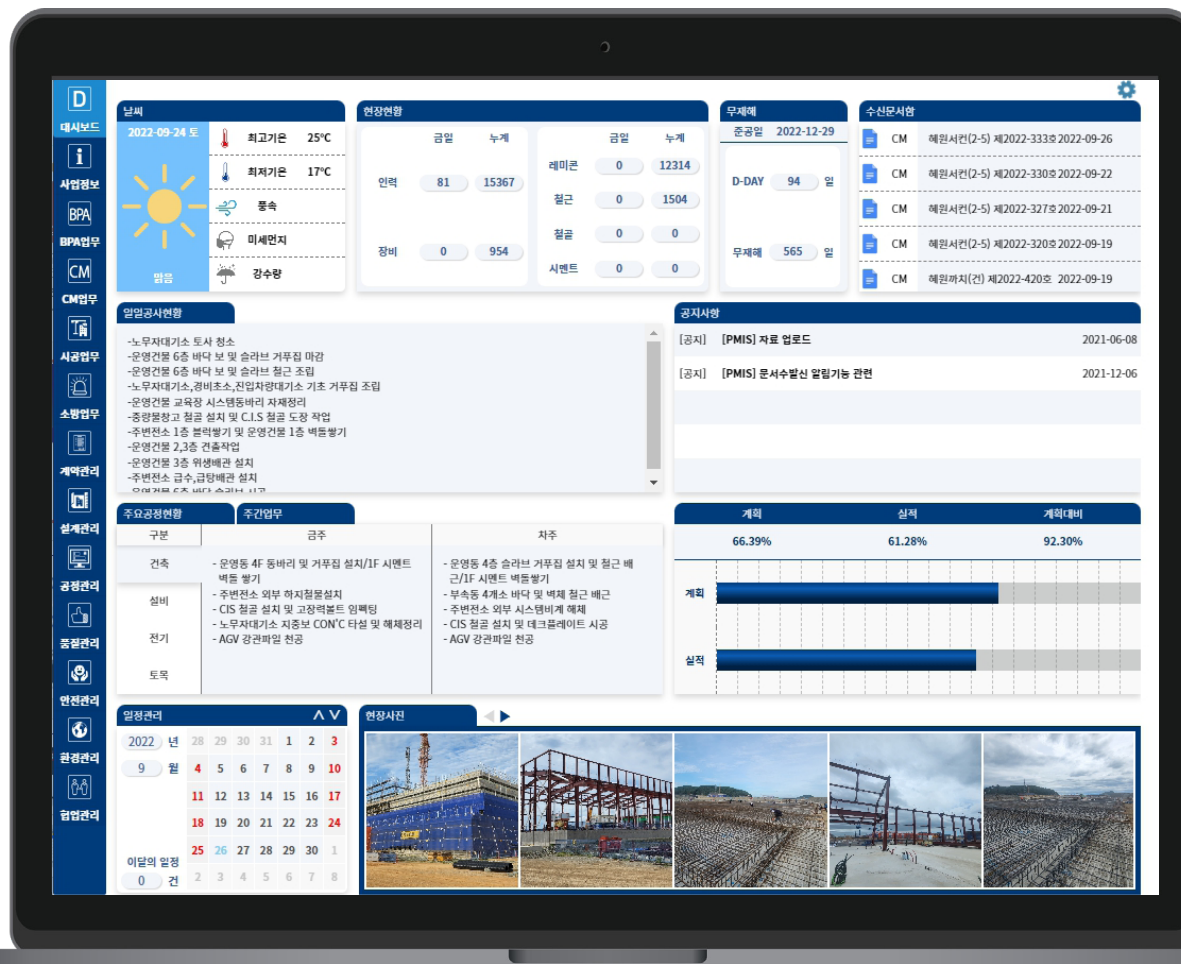 D
대시보드
i
사업정보
BPA
BPA업무
CM
CM업무
시공업무
소방업무
계약관리
설계관리
공정관리
품질관리
안전관리
환경관리
협업관리
날씨
2022-09-24 토
맑음
최고기온 25℃
최저기온 17℃
풍속
미세먼지
강수량
현장현황
금일 누계
인력 81 15367
장비 0 954
금일 누계
레미콘 0 12314
철근 0 1504
철골 0 0
시멘트 0 0
무재해
준공일 2022-12-29
D-DAY 94 일
무재해 565 일
수신문서함
CM 혜원서컨(2-5) 제2022-333호 2022-09-26
CM 혜원서컨(2-5) 제2022-330호 2022-09-22
CM 혜원서컨(2-5) 제2022-327호 2022-09-21
CM 혜원서컨(2-5) 제2022-320호 2022-09-19
CM 혜원까치(건) 제2022-420호 2022-09-19
일일공사현황
-노무자대기소 토사 청소
-운영건물 6층 바닥 보 및 슬라브 거푸집 마감
-운영건물 6층 바닥 보 및 슬라브 철근 조립
-노무자대기소,경비초소,진입차량대기소 기초 거푸집 조립
-운영건물 교육장 시스템동바리 자재정리
-중량물창고 철골 설치 및 C.I.S 철골 도장 작업
-주변전소 1층 블럭쌓기 및 운영건물 1층 벽돌쌓기
-운영건물 2,3층 견출작업
-운영건물 3층 위생배관 설치
-주변전소 급수,급탕배관 설치
-운영건물 6층 바닥 슬리브 시공
공지사항
[공지] [PMIS] 자료 업로드 2021-06-08
[공지] [PMIS] 문서수발신 알림기능 관련 2021-12-06
주요공정현황 주간업무
구분 금주 차주
건축
설비
전기
토목
- 운영동 4F 동바리 및 거푸집 설치/1F 시멘트
벽돌 쌓기
- 주변전소 외부 하지철물설치
- CIS 철골 설치 및 고장력볼트 임펙팅
- 노무자대기소 지중보 CON'C 타설 및 해체정리
- AGV 강관파일 천공
- 운영동 4층 슬라브 거푸집 설치 및 철근 배
근/1F 시멘트 벽돌쌓기
- 부속동 4개소 바닥 및 벽체 철근 배근
- 주변전소 외부 시스템비계 해체
- CIS 철골 설치 및 데크플레이트 시공
- AGV 강관파일 천공
계획 실적 계획대비
66.39% 61.28% 92.30%
계획
실적
일정관리
2022 년
9 월
28 29 30 31 1 2 3
4 5 6 7 8 9 10
11 12 13 14 15 16 17
18 19 20 21 22 23 24
25 26 27 28 29 30 1
2 3 4 5 6 7 8
이달의 일정
0 건
현장사진